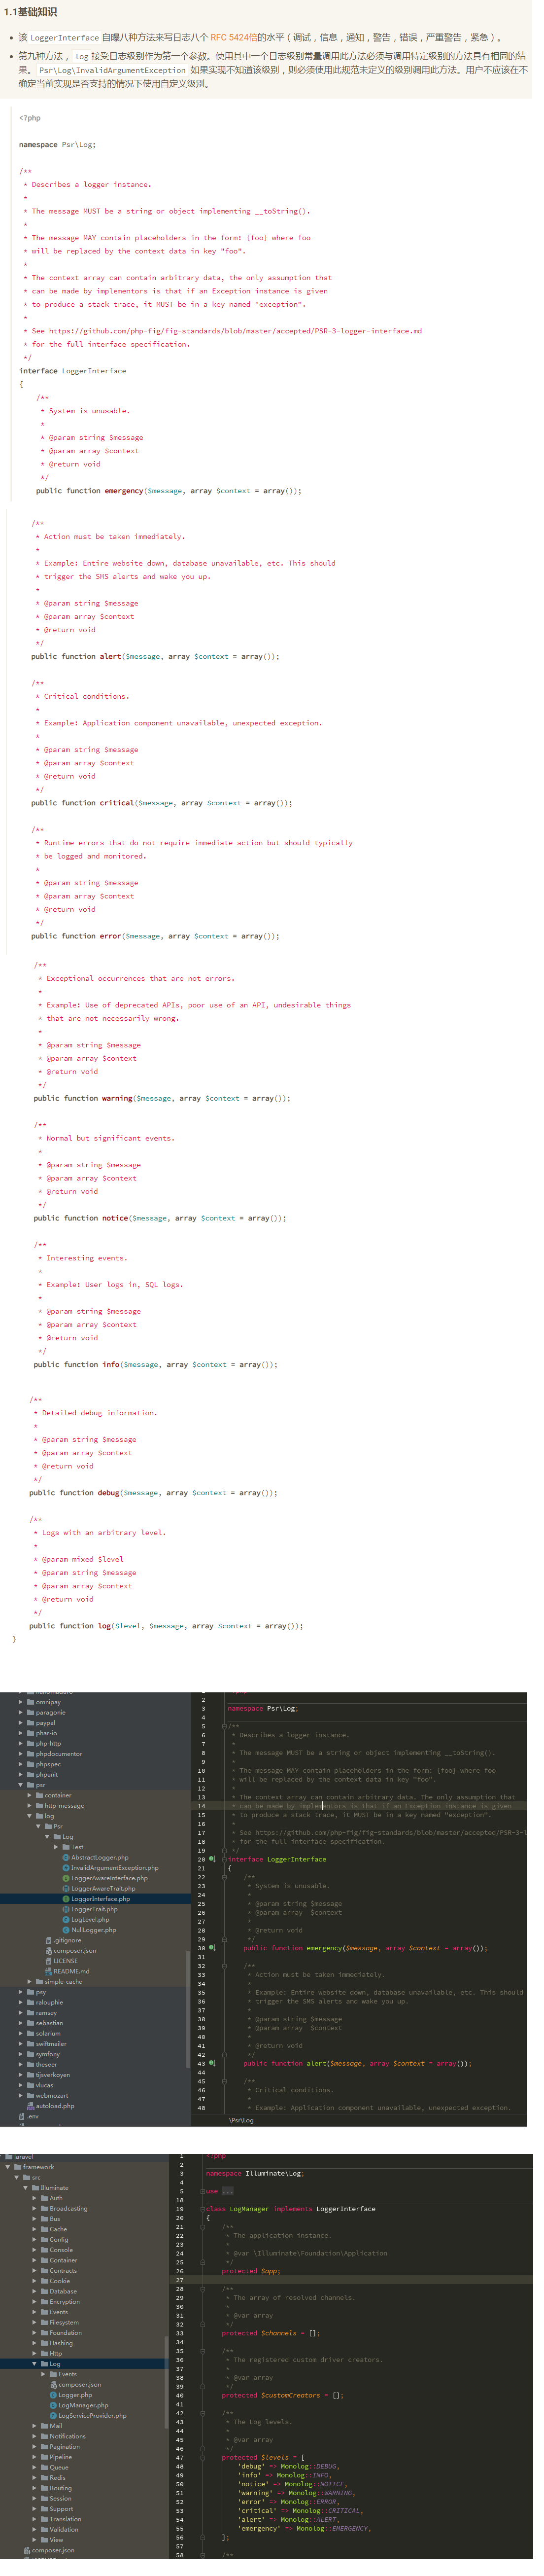 1.1基础知识
该 LoggerInterface 自曝八种方法来写日志八个 RFC 5424倍的水平（调试，信息，通知，警告，错误，严重警告，紧急）。
第九种方法， log 接受日志级别作为第一个参数。使用其中一个日志级别常量调用此方法必须与调用特定级别的方法具有相同的结
果。 Psr\Log\InvalidArgumentException 如果实现不知道该级别，则必须使用此规范未定义的级别调用此方法。用户不应该在不
确定当前实现是否支持的情况下使用自定义级别。
<?php
namespace Psr\Log;
/**
* Describes a logger instance.
*
* The message MUST be a string or object implementing __toString().
*
* The message MAY contain placeholders in the form: {foo} where foo
* will be replaced by the context data in key "foo".
*
* The context array can contain arbitrary data, the only assumption that
* can be made by implementors is that if an Exception instance is given
* to produce a stack trace, it MUST be in a key named "exception".
*
* See https://github.com/php-fig/fig-standards/blob/master/accepted/PSR-3-logger-interface.md
* for the full interface specification.
*/
interface LoggerInterface
{
/**
* System is unusable.
*
* @param string $message
* @param array $context
* @return void
*/
public function emergency($message, array $context = array());
/**
* Action must be taken immediately.
*
* Example: Entire website down, database unavailable, etc. This should
* trigger the SMS alerts and wake you up.
*
* @param string $message
* @param array $context
* @return void
*/
public function alert($message, array $context = array());
/**
* Critical conditions.
*
* Example: Application component unavailable, unexpected exception.
*
* @param string $message
* @param array $context
* @return void
*/
public function critical($message, array $context = array());
/**
* Runtime errors that do not require immediate action but should typically
* be logged and monitored.
*
* @param string $message
* @param array $context
* @return void
*/
public function error($message, array $context = array());
/**
* Exceptional occurrences that are not errors.
*
* Example: Use of deprecated APIs, poor use of an API, undesirable things
* that are not necessarily wrong.
*
* @param string $message
* @param array $context
* @return void
*/
public function warning($message, array $context = array());
/**
* Normal but significant events.
*
* @param string $message
* @param array $context
* @return void
*/
public function notice($message, array $context = array());
/**
* Interesting events.
*
* Example: User logs in, SQL logs.
*
* @param string $message
* @param array $context
* @return void
*/
public function info($message, array $context = array());
/**
* Detailed debug information.
*
* @param string $message
* @param array $context
* @return void
*/
public function debug($message, array $context = array());
/**
* Logs with an arbitrary level.
*
* @param mixed $level
* @param string $message
* @param array $context
* @return void
*/
public function log($level, $message, array $context = array());
}
omnipay
paragonie
paypal
phar-io
php-http
phpdocumentor
phpspec
phpunit
psr
container
http-message
log
Psr
Log
Test
AbstractLogger.php
InvalidArgumentException.php
LoggerAwareInterface.php
LoggerAwareTrait.php
LoggerInterface.php
LoggerTrait.php
LogLevel.php
NullLogger.php
.gitignore
composer.json
LICENSE
README.md
simple-cache
psy
ralouphie
ramsey
sebastian
solarium
swiftmailer
symfony
theseer
tijsverkoyen
vlucas
webmozart
autoload.php
.env
2
3 namespace Psr\Log;
4
5 /**
6 * Describes a logger instance.
7 *
8 * The message MUST be a string or object implementing __toString().
9 *
10 * The message MAY contain placeholders in the form: {foo} where foo
11 * will be replaced by the context data in key "foo".
12 *
13 * The context array can contain arbitrary data. The only assumption that
14 * can be made by implementors is that if an Exception instance is given
15 * to produce a stack trace, it MUST be in a key named "exception".
16 *
17 * See https://github.com/php-fig/fig-standards/blob/master/accepted/PSR-3-l
18 * for the full interface specification.
19 */
20 interface LoggerInterface
21 {
22 /**
23 * System is unusable.
24 *
25 * @param string $message
26 * @param array $context
27 *
28 * @return void
29 */
30 public function emergency($message, array $context = array());
31
32 /**
33 * Action must be taken immediately.
34 *
35 * Example: Entire website down, database unavailable, etc. This should
36 * trigger the SMS alerts and wake you up.
37 *
38 * @param string $message
39 * @param array $context
40 *
41 * @return void
42 */
43 public function alert($message, array $context = array());
44
45 /**
46 * Critical conditions.
47 *
48 * Example: Application component unavailable, unexpected exception.
\Psr\Log
laravel
framework
src
Illuminate
Auth
Broadcasting
Bus
Cache
Config
Console
Container
Contracts
Cookie
Database
Encryption
Events
Filesystem
Foundation
Hashing
Http
Log
Events
composer.json
Logger.php
LogManager.php
LogServiceProvider.php
Mail
Notifications
Pagination
Pipeline
Queue
Redis
Routing
Session
Support
Translation
Validation
View
composer.json
1 <?php
2
3 namespace Illuminate\Log;
4
5 use ...
18
19 class LogManager implements LoggerInterface
20 {
21 /**
22 * The application instance.
23 *
24 * @var \Illuminate\Foundation\Application
25 */
26 protected $app;
27
28 /**
29 * The array of resolved channels.
30 *
31 * @var array
32 */
33 protected $channels = [];
34
35 /**
36 * The registered custom driver creators.
37 *
38 * @var array
39 */
40 protected $customCreators = [];
41
42 /**
43 * The Log levels.
44 *
45 * @var array
46 */
47 protected $levels = [
48 'debug' => Monolog::DEBUG,
49 'info' => Monolog::INFO,
50 'notice' => Monolog::NOTICE,
51 'warning' => Monolog::WARNING,
52 'error' => Monolog::ERROR,
53 'critical' => Monolog::CRITICAL,
54 'alert' => Monolog::ALERT,
55 'emergency' => Monolog::EMERGENCY,
56 ];
57
58 /**